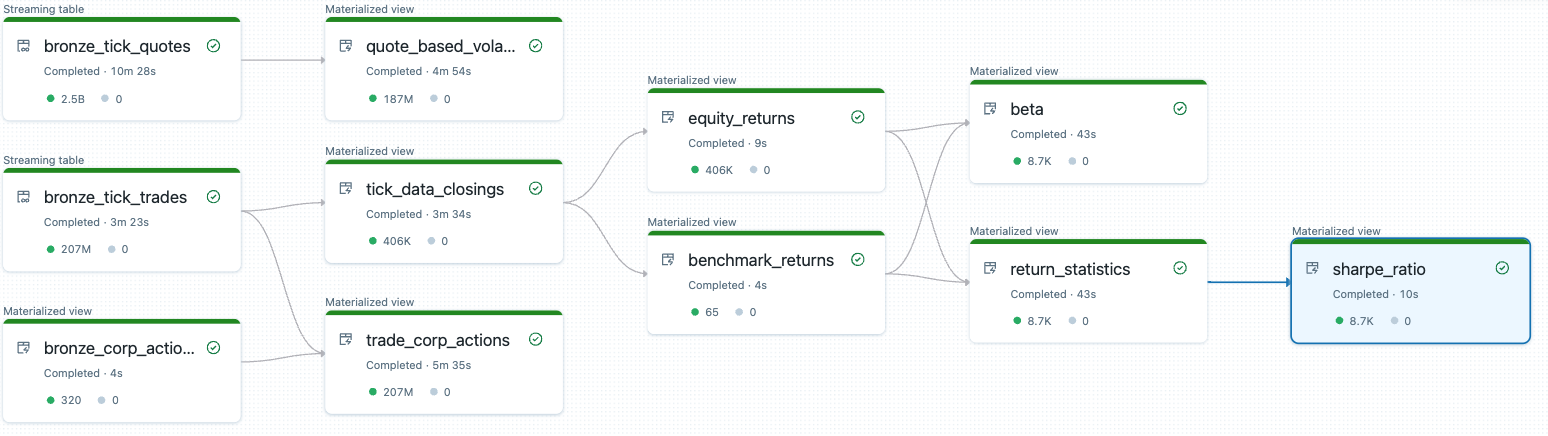 Streaming table
bronze_tick_quotes
Completed · 10m 28s
2.5B 0
Materialized view
quote_based_vola...
Completed · 4m 54s
187M 0
Streaming table
bronze_tick_trades
Completed · 3m 23s
207M 0
Materialized view
tick_data_closings
Completed · 3m 34s
406K 0
Materialized view
bronze_corp_actio...
Completed · 4s
320 0
Materialized view
trade_corp_actions
Completed · 5m 35s
207M 0
Materialized view
equity_returns
Completed · 9s
406K 0
Materialized view
benchmark_returns
Completed · 4s
65 0
Materialized view
beta
Completed · 43s
8.7K 0
Materialized view
return_statistics
Completed · 43s
8.7K 0
Materialized view
sharpe_ratio
Completed · 10s
8.7K 0